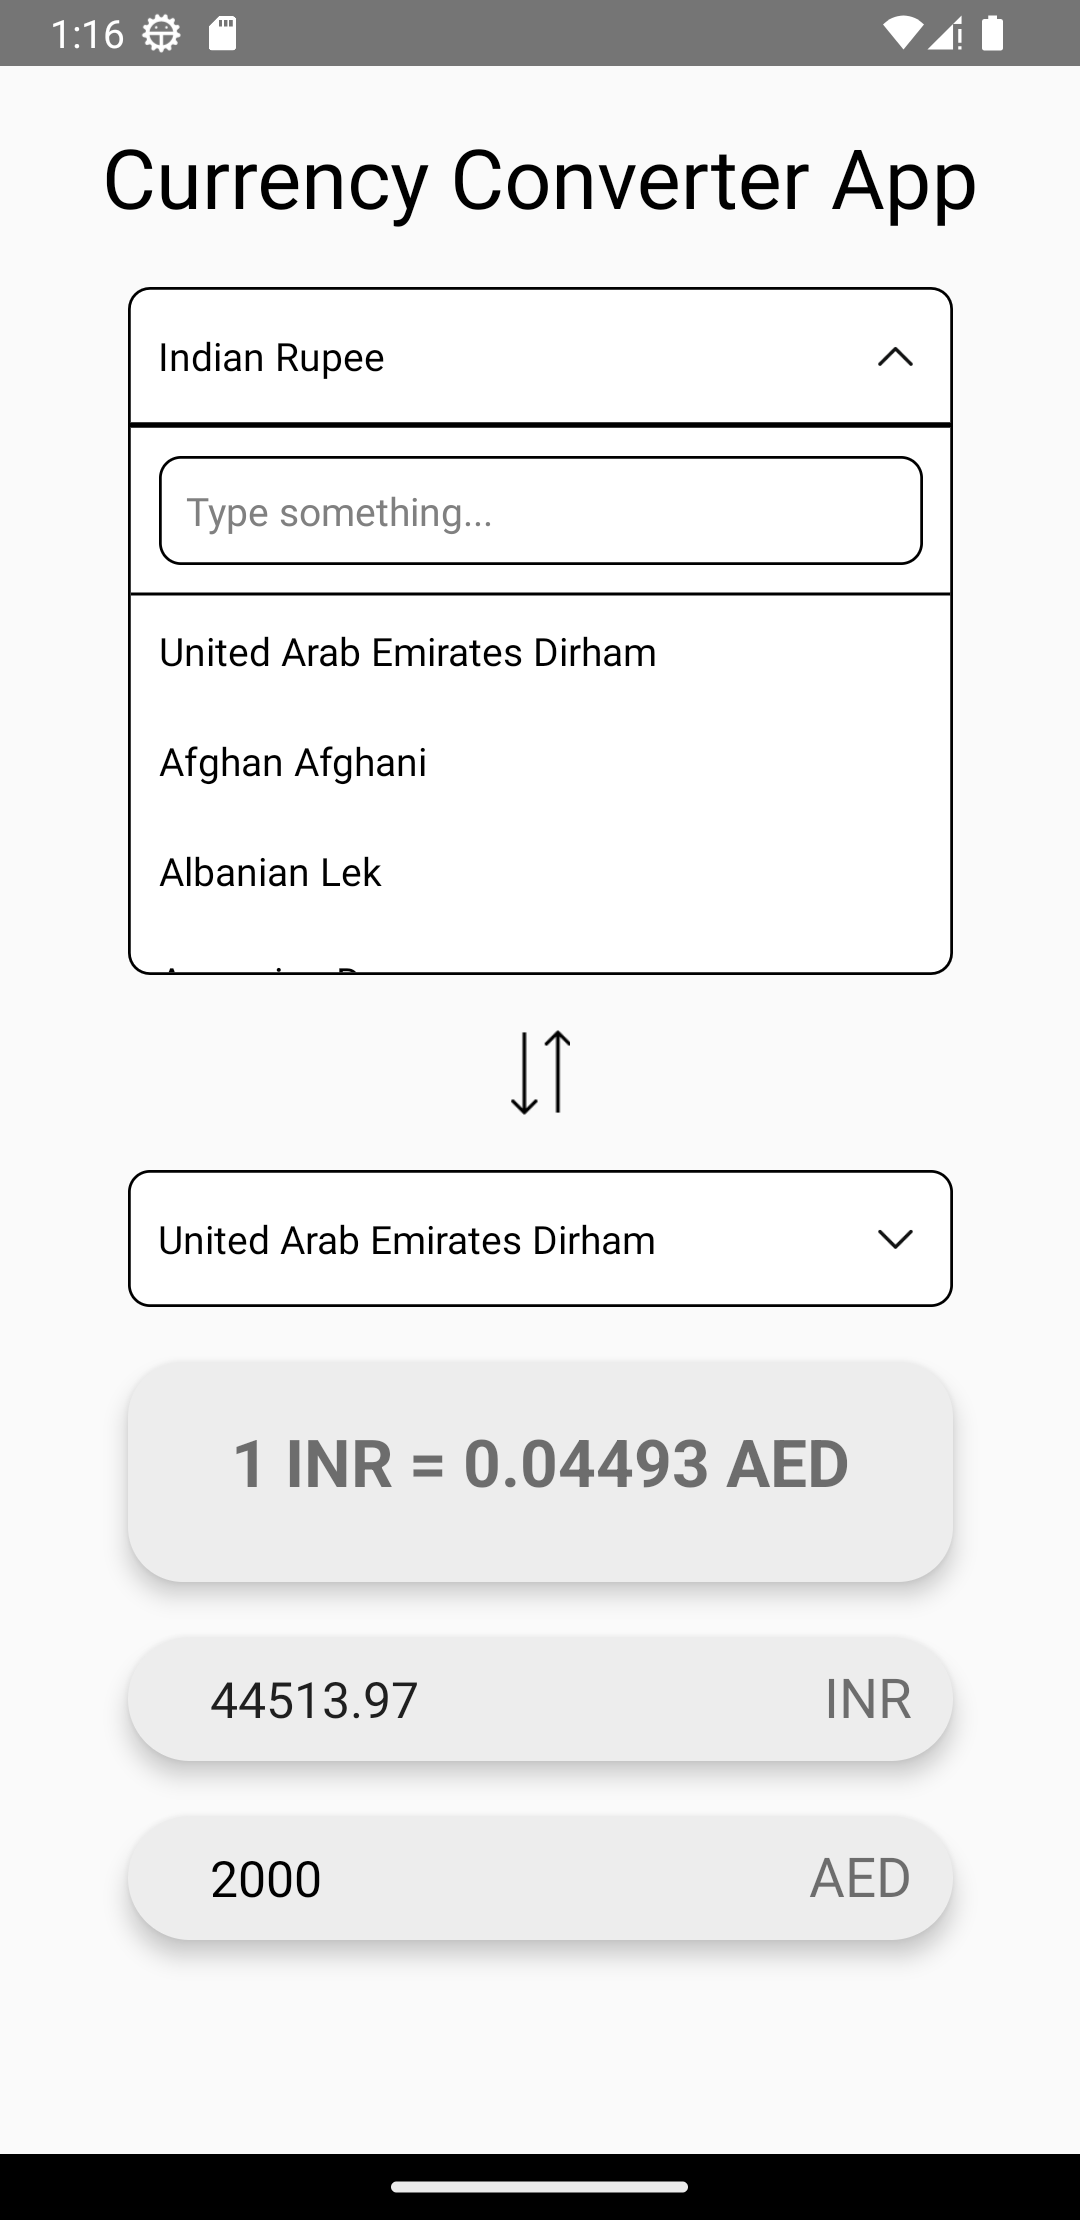 1:16
Currency Converter App
Indian Rupee
Type something...
United Arab Emirates Dirham
Afghan Afghani
Albanian Lek
United Arab Emirates Dirham
1 INR = 0.04493 AED
44513.97 INR
2000 AED